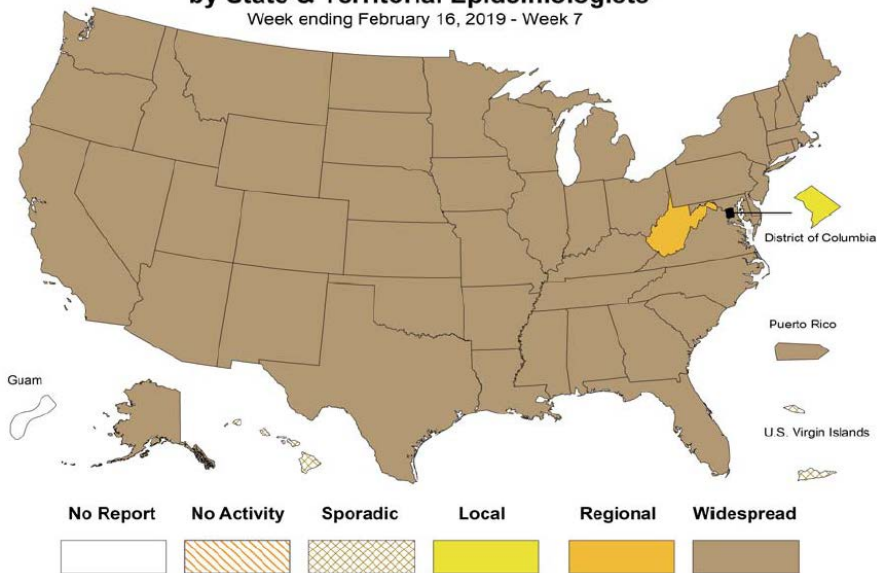 by State & Territorial Epidemiologists
Week ending February 16, 2019 - Week 7
District of Columbia
Puerto Rico
Guam
U.S. Virgin Islands
No Report No Activity Sporadic Local Regional Widespread